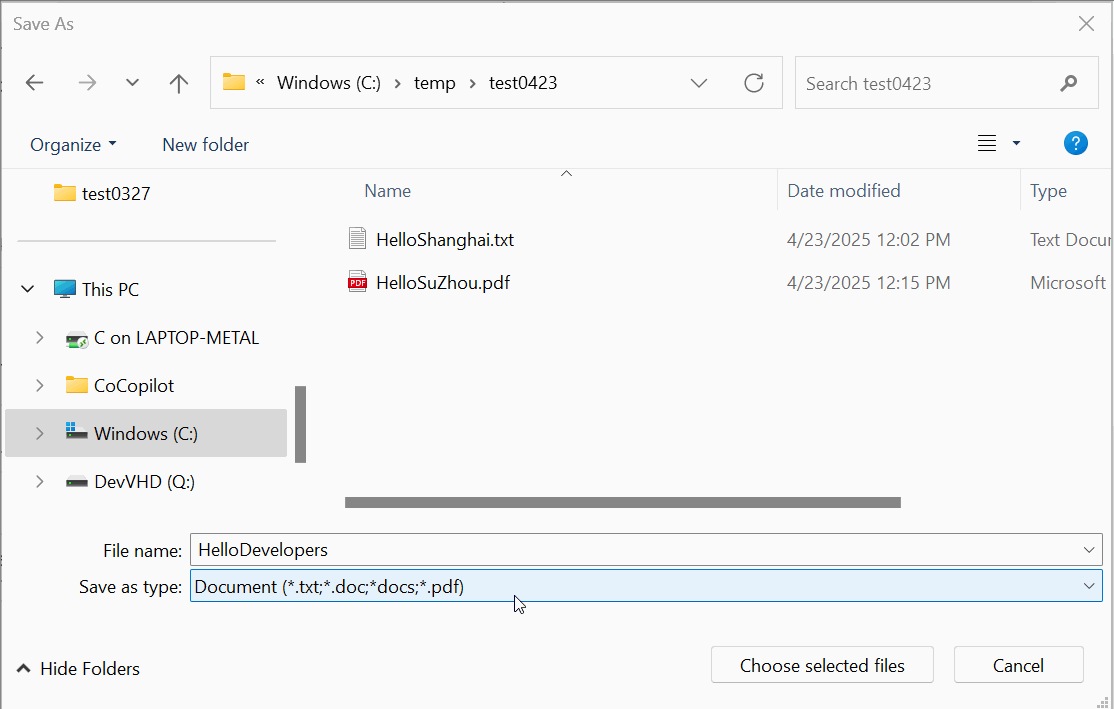 Save As
« Windows (C:) › temp › test0423
Search test0423
Organize
New folder
?
test0327
Name
Date modified
Type
HelloShanghai.txt
4/23/2025 12:02 PM
Text Docur
PDF
HelloSuZhou.pdf
4/23/2025 12:15 PM
Microsoft
This PC
C on LAPTOP-METAL
CoCopilot
Windows (C:)
DevVHD (Q:)
File name: HelloDevelopers
Save as type: Document (*.txt;*.doc;*docs;*.pdf)
Hide Folders
Choose selected files
Cancel